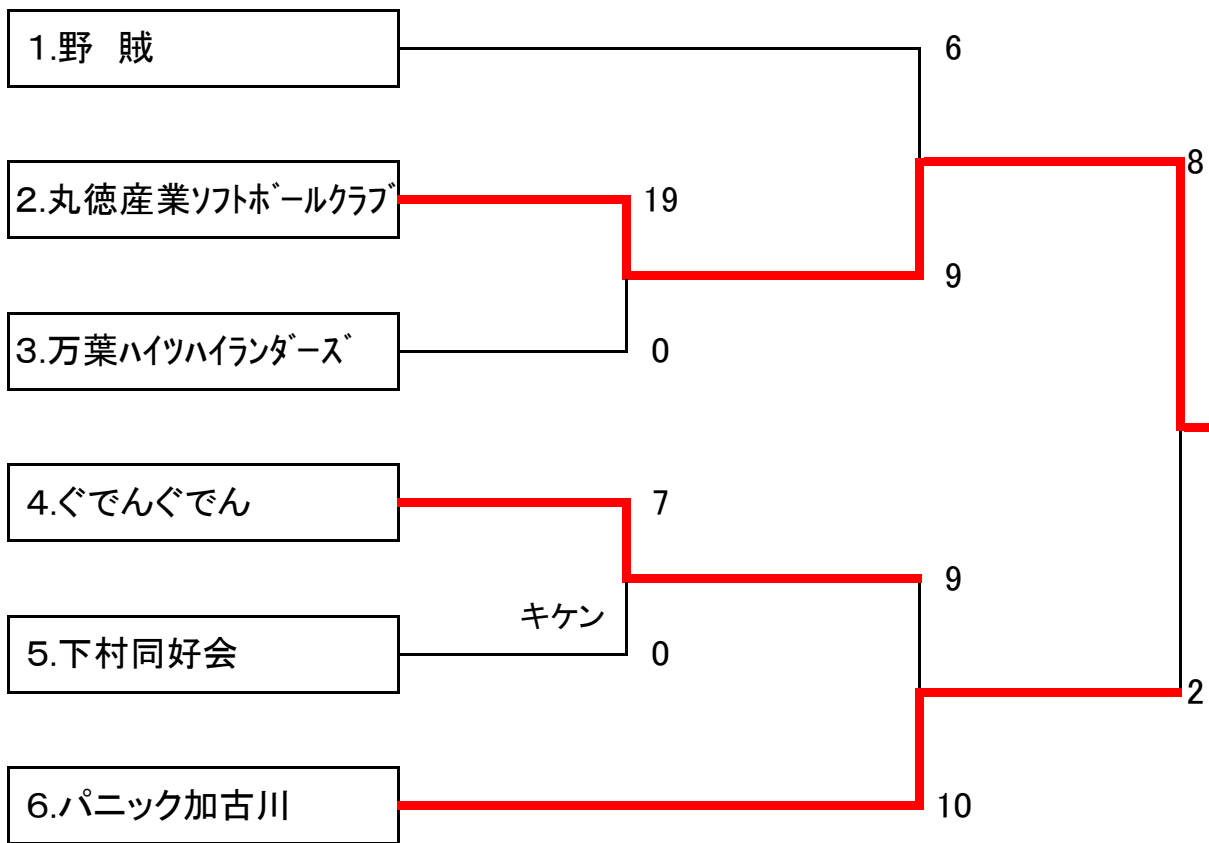 1.野　賊
6
8
2.丸徳産業ソフトボールクラブ
19
9
3.万葉ハイツハイランダーズ
0
4.ぐでんぐでん
7
9
キケン
5.下村同好会
0
2
6.パニック加古川
10